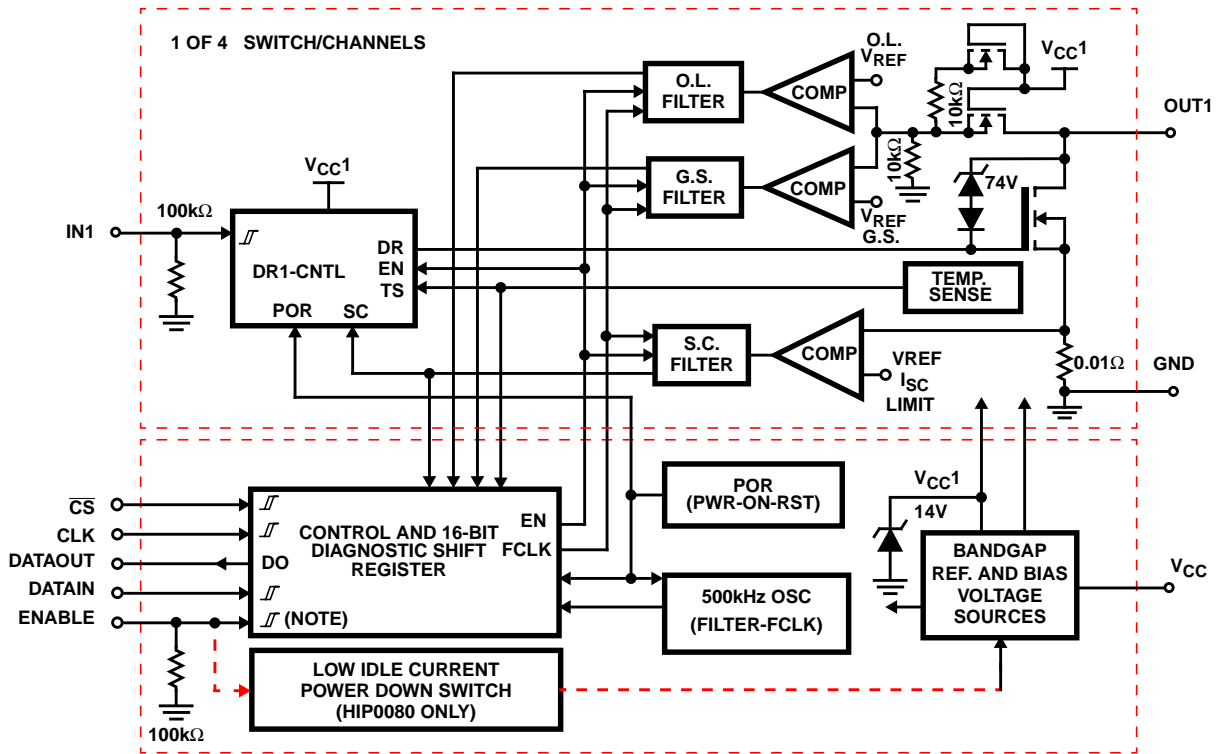 1 OF 4 SWITCH/CHANNELS
O.L.
VREF
VCC1
OUT1
O.L.
FILTER
COMP
10kΩ
10kΩ
VCC1
G.S.
FILTER
COMP
VREF
G.S.
74V
100kΩ
IN1
DR
EN
TS
DR1-CNTL
POR SC
TEMP.
SENSE
S.C.
FILTER
COMP
VREF
ISC
LIMIT
0.01Ω
GND
CS
CLK
DATAOUT
DATAIN
ENABLE
CONTROL AND 16-BIT
DIAGNOSTIC SHIFT
REGISTER
DO
EN
FCLK
(NOTE)
POR
(PWR-ON-RST)
500kHz OSC
(FILTER-FCLK)
VCC1
14V
BANDGAP
REF. AND BIAS
VOLTAGE
SOURCES
VCC
LOW IDLE CURRENT
POWER DOWN SWITCH
(HIP0080 ONLY)
100kΩ